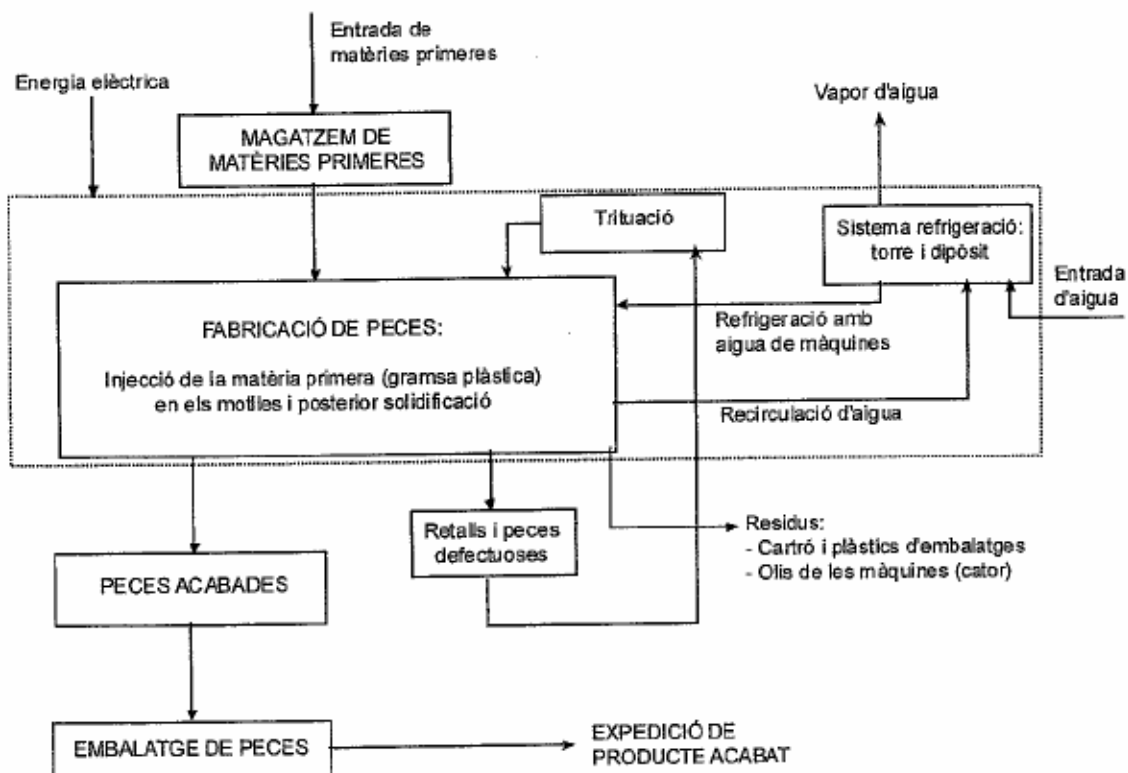 Entrada de
matèries primeres
Energia elèctrica
Vapor d'aigua
MAGATZEM DE
MATÈRIES PRIMERES
Trituació
Sistema refrigeració:
torre i dipòsit
Entrada
d'aigua
FABRICACIÓ DE PECES:
Refrigeració amb
aigua de màquines
Injecció de la matèria primera (gramsa plàstica)
en els motlles i posterior solidificació
Recirculació d'aigua
Retalls i peces
defectuoses
Residus:
- Cartró i plàstics d'embalatges
- Olis de les màquines (cator)
PECES ACABADES
EMBALATGE DE PECES
EXPEDICIÓ DE
PRODUCTE ACABAT